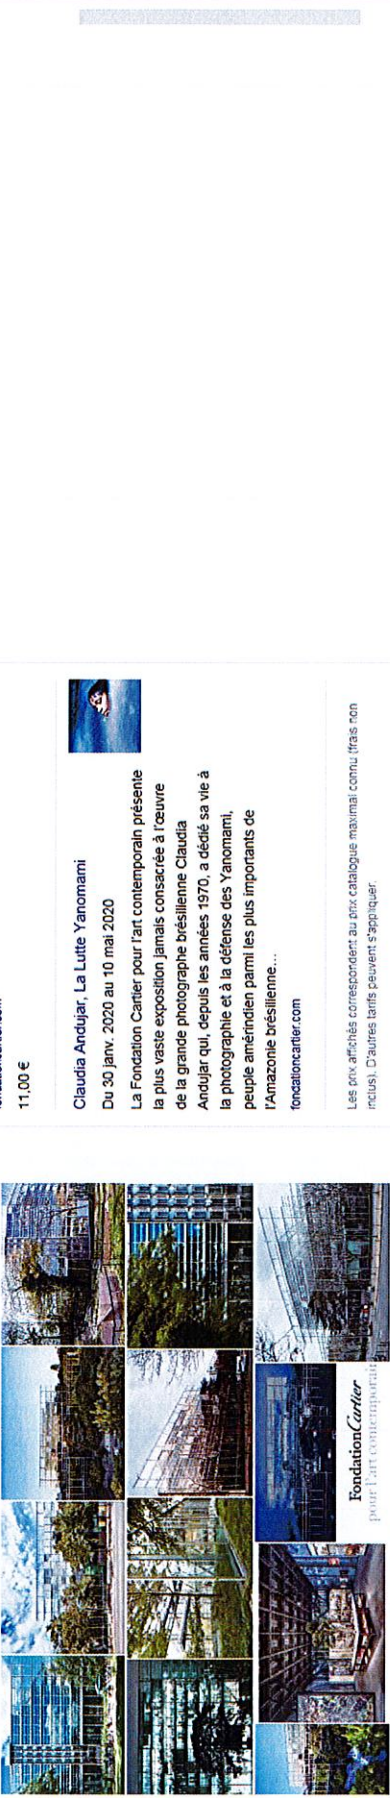 11,00 €
Claudia Andujar, La Lutte Yanomami
Du 30 janv. 2020 au 10 mai 2020
La Fondation Cartier pour l'art contemporain présente
la plus vaste exposition jamais consacrée à l'œuvre
de la grande photographe brésilienne Claudia
Andujar qui, depuis les années 1970, a dédié sa vie à
la photographie et à la défense des Yanomami,
peuple amérindien parmi les plus importants de
l'Amazonie brésilienne...
fondationcartier.com
Les prix affichés correspondent au prix catalogue maximal connu (frais non
inclus). D'autres tarifs peuvent s'appliquer.
FondationCartier
pour l'art contemporain